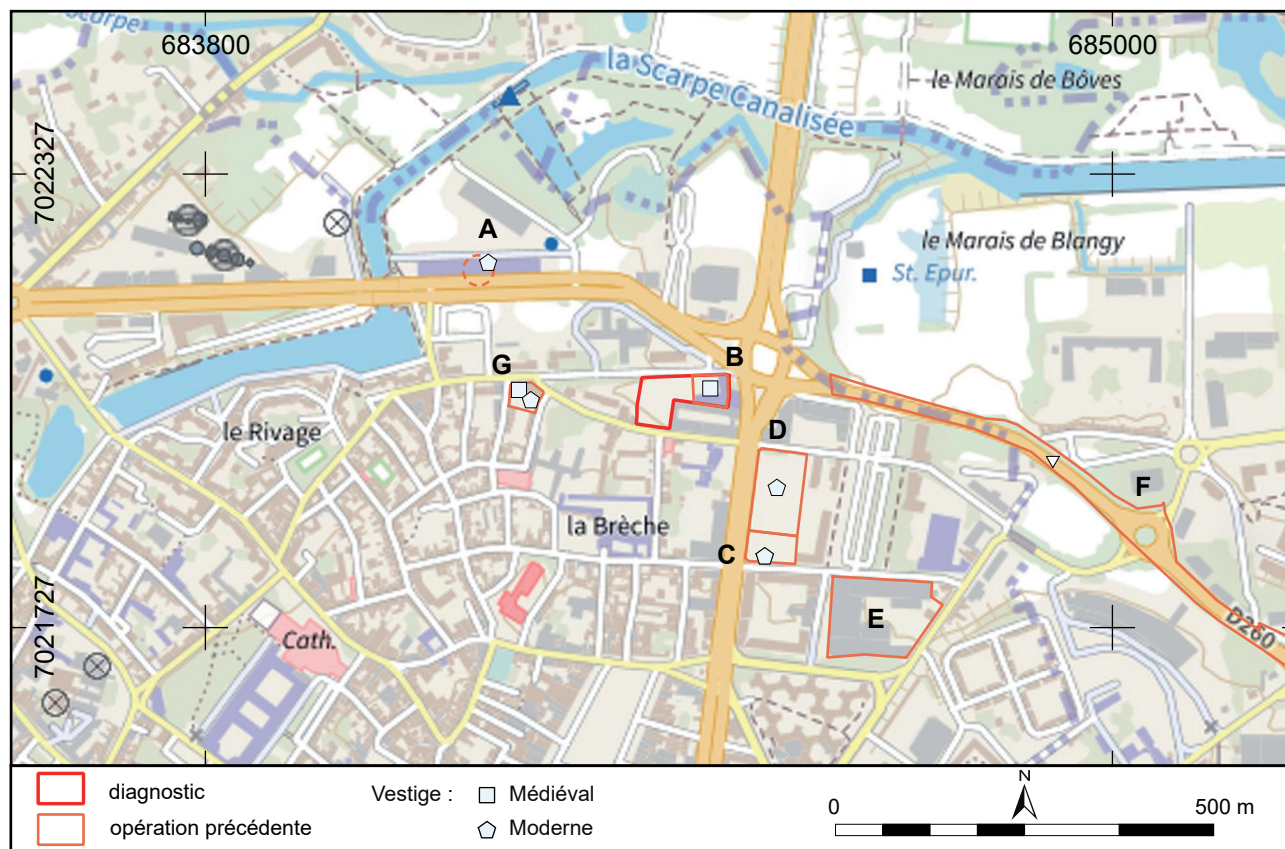 Scarpe
683800
685000
la Scarpe Canalisée
le Marais de Bôves
7022327
A
le Marais de Blangy
St. Epur.
B
G
D
le Rivage
F
la Brèche
C
E
7021727
Cath.
D260
diagnostic
opération précédente
Vestige :
Médiéval
Moderne
N
0
500 m